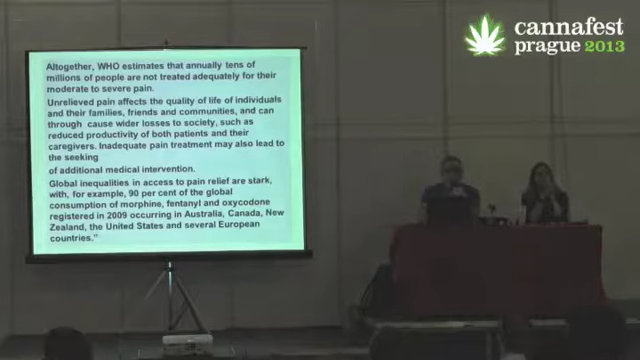 cannafest
prague 2013
Altogether, WHO estimates that annually tens of
millions of people are not treated adequately for their
moderate to severe pain.
Unrelieved pain affects the quality of life of individuals
and their families, friends and communities, and can
through cause wider losses to society, such as
reduced productivity of both patients and their
caregivers. Inadequate pain treatment may also lead to
the seeking
of additional medical intervention.
Global inequalities in access to pain relief are stark,
with, for example, 90 per cent of the global
consumption of morphine, fentanyl and oxycodone
registered in 2009 occurring in Australia, Canada, New
Zealand, the United States and several European
countries."